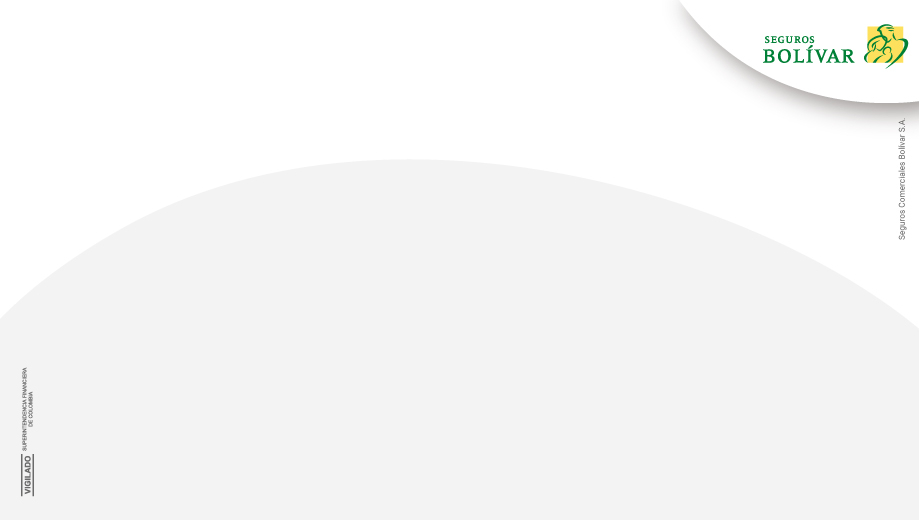 SEGUROS
BOLÍVAR
Seguros Comerciales Bolívar S.A.
VIGILADO
SUPERINTENDENCIA FINANCIERA
DE COLOMBIA